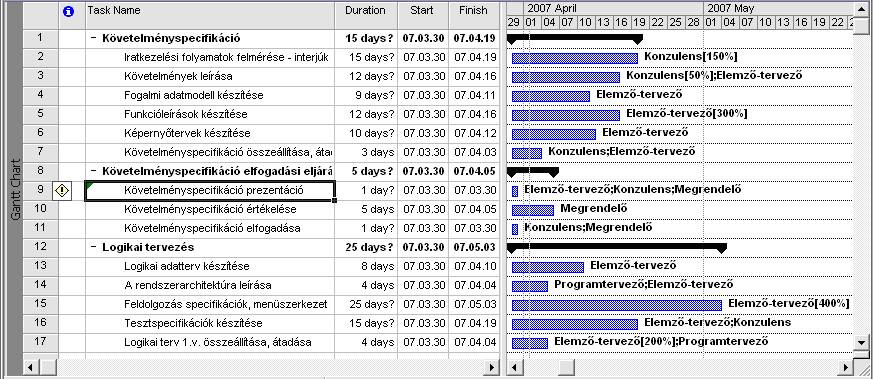 Task Name Duration Start Finish 2007 April 2007 May
29 01 04 07 10 13 16 19 22 25 28 01 04 07 10 13 16 19 22 2
1 − Követelményspecifikáció 15 days? 07.03.30 07.04.19
2 Iratkezelési folyamatok felmérése - interjúk 15 days? 07.03.30 07.04.19 Konzulens[150%]
3 Követelmények leírása 12 days? 07.03.30 07.04.16 Konzulens[50%];Elemző-tervező
4 Fogalmi adatmodell készítése 9 days? 07.03.30 07.04.11 Elemző-tervező
5 Funkcióleírások készítése 12 days? 07.03.30 07.04.16 Elemző-tervező[300%]
6 Képernyőtervek készítése 10 days? 07.03.30 07.04.12 Elemző-tervező
7 Követelményspecifikáció összeállítása, átad 3 days 07.03.30 07.04.03 Konzulens;Elemző-tervező
8 − Követelményspecifikáció elfogadási eljárá 5 days? 07.03.30 07.04.05
9 Követelményspecifikáció prezentáció 1 day? 07.03.30 07.03.30 Elemző-tervező;Konzulens;Megrendelő
10 Követelményspecifikáció értékelése 5 days 07.03.30 07.04.05 Megrendelő
11 Követelményspecifikáció elfogadása 1 day? 07.03.30 07.03.30 Konzulens;Megrendelő
12 − Logikai tervezés 25 days? 07.03.30 07.05.03
13 Logikai adatterv készítése 8 days 07.03.30 07.04.10 Elemző-tervező
14 A rendszerarchitektúra leírása 4 days 07.03.30 07.04.04 Programtervező;Elemző-tervező
15 Feldolgozás specifikációk, menüszerkezet 25 days? 07.03.30 07.05.03 Elemző-tervező[400%]
16 Tesztspecifikációk készítése 15 days? 07.03.30 07.04.19 Elemző-tervező;Konzulens
17 Logikai terv 1.v. összeállítása, átadása 4 days 07.03.30 07.04.04 Elemző-tervező[200%];Programtervező
Gantt Chart